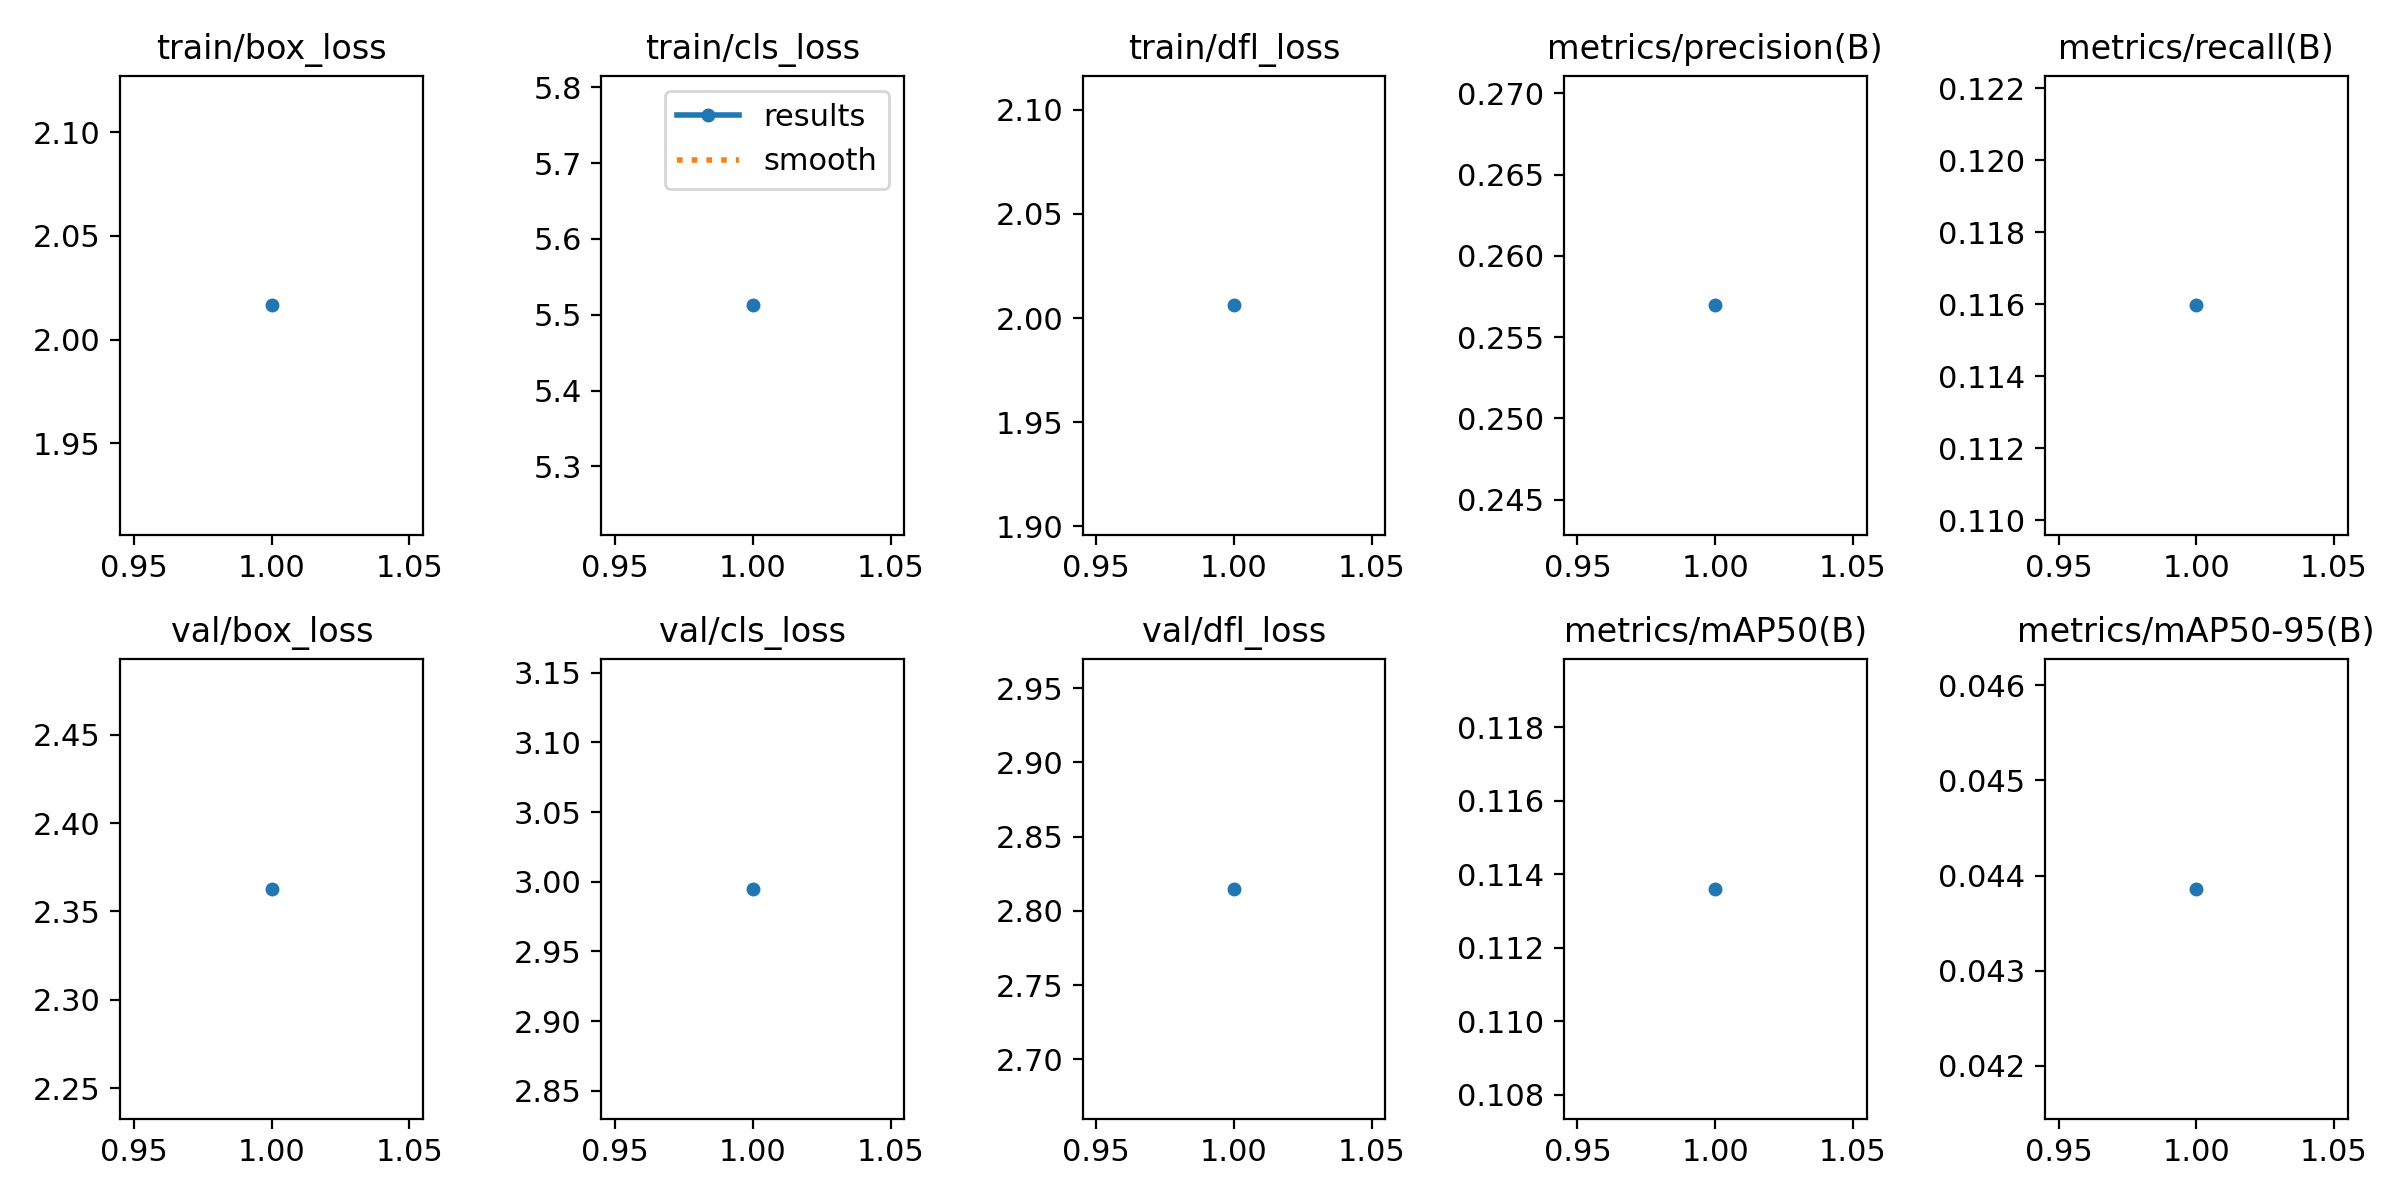 train/box_loss
2.10
2.05
2.00
1.95
0.95 1.00 1.05
train/cls_loss
results
smooth
5.8
5.7
5.6
5.5
5.4
5.3
0.95 1.00 1.05
train/dfl_loss
2.10
2.05
2.00
1.95
1.90
0.95 1.00 1.05
metrics/precision(B)
0.270
0.265
0.260
0.255
0.250
0.245
0.95 1.00 1.05
metrics/recall(B)
0.122
0.120
0.118
0.116
0.114
0.112
0.110
0.95 1.00 1.05
val/box_loss
2.45
2.40
2.35
2.30
2.25
0.95 1.00 1.05
val/cls_loss
3.15
3.10
3.05
3.00
2.95
2.90
2.85
0.95 1.00 1.05
val/dfl_loss
2.95
2.90
2.85
2.80
2.75
2.70
0.95 1.00 1.05
metrics/mAP50(B)
0.118
0.116
0.114
0.112
0.110
0.108
0.95 1.00 1.05
metrics/mAP50-95(B)
0.046
0.045
0.044
0.043
0.042
0.95 1.00 1.05